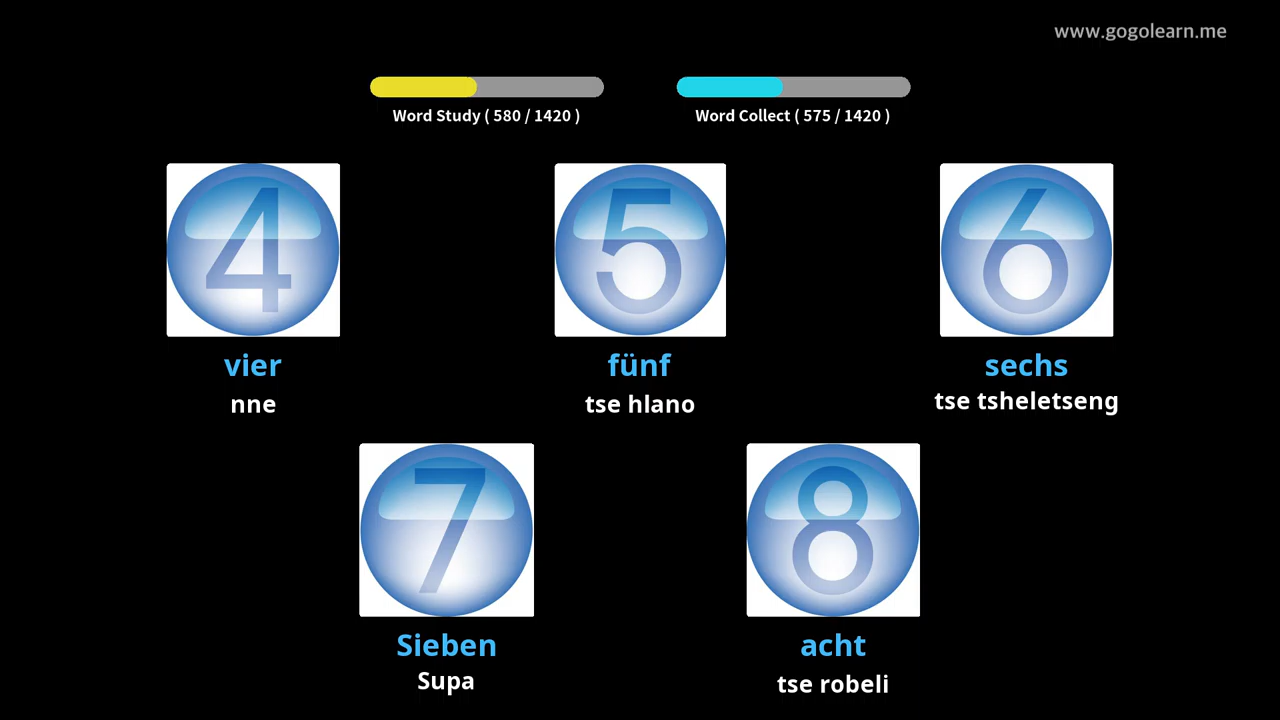 www.gogolearn.me
Word Study ( 580 / 1420 )
Word Collect ( 575 / 1420 )
4
5
6
vier
fünf
sechs
nne
tse hlano
tse tsheletseng
7
8
Sieben
acht
Supa
tse robeli